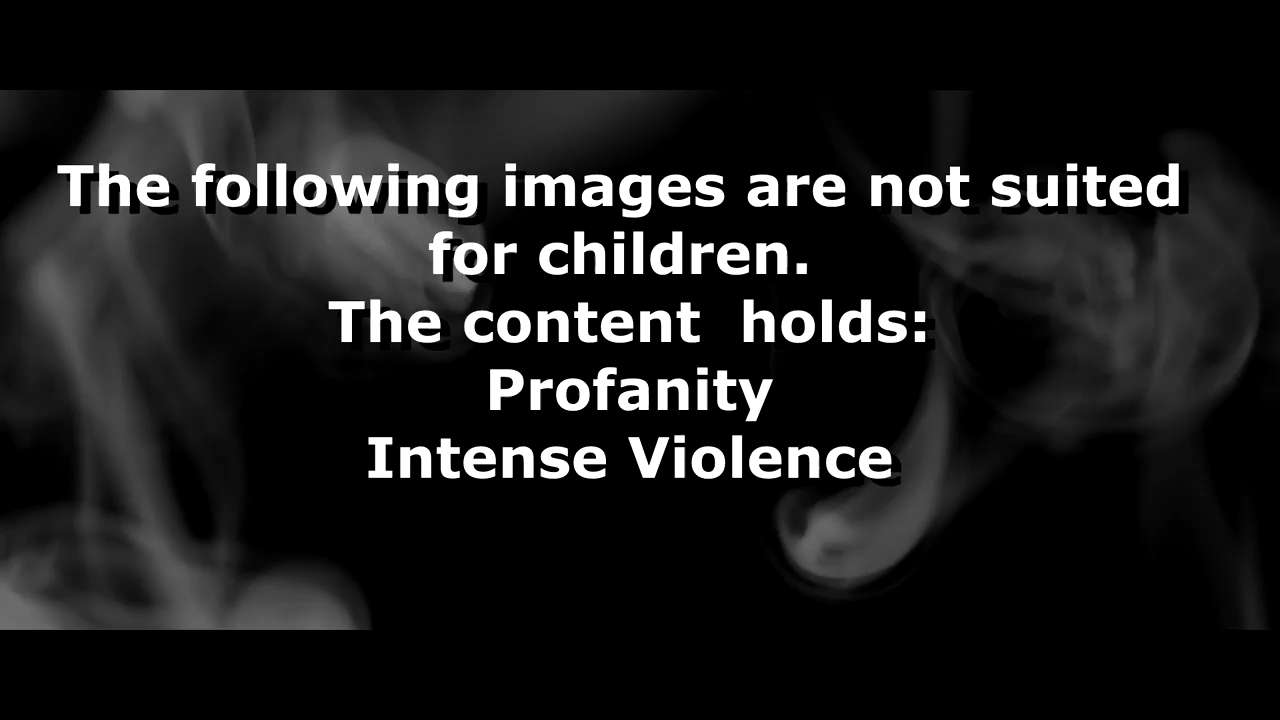 The following images are not suited
for children.
The content  holds:
Profanity
Intense Violence